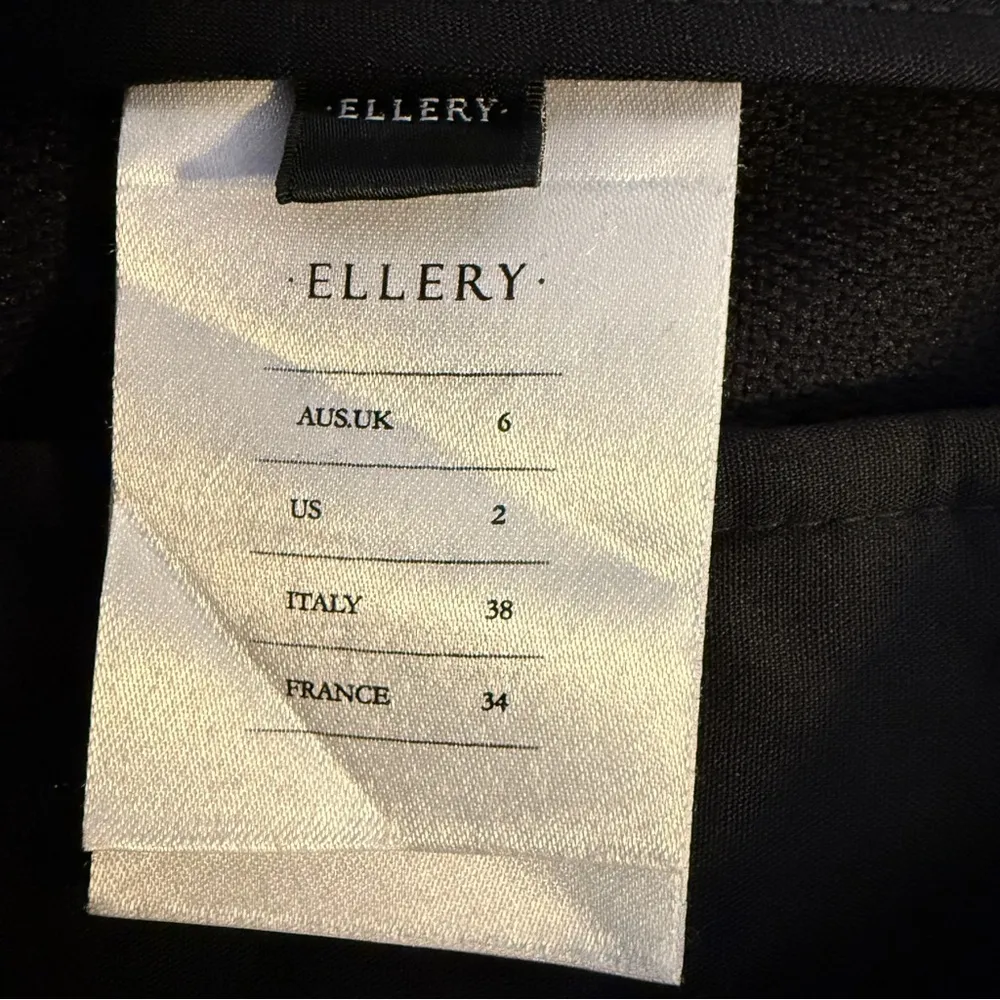 ·ELLERY·
·ELLERY·
AUS.UK 6
US 2
ITALY 38
FRANCE 34